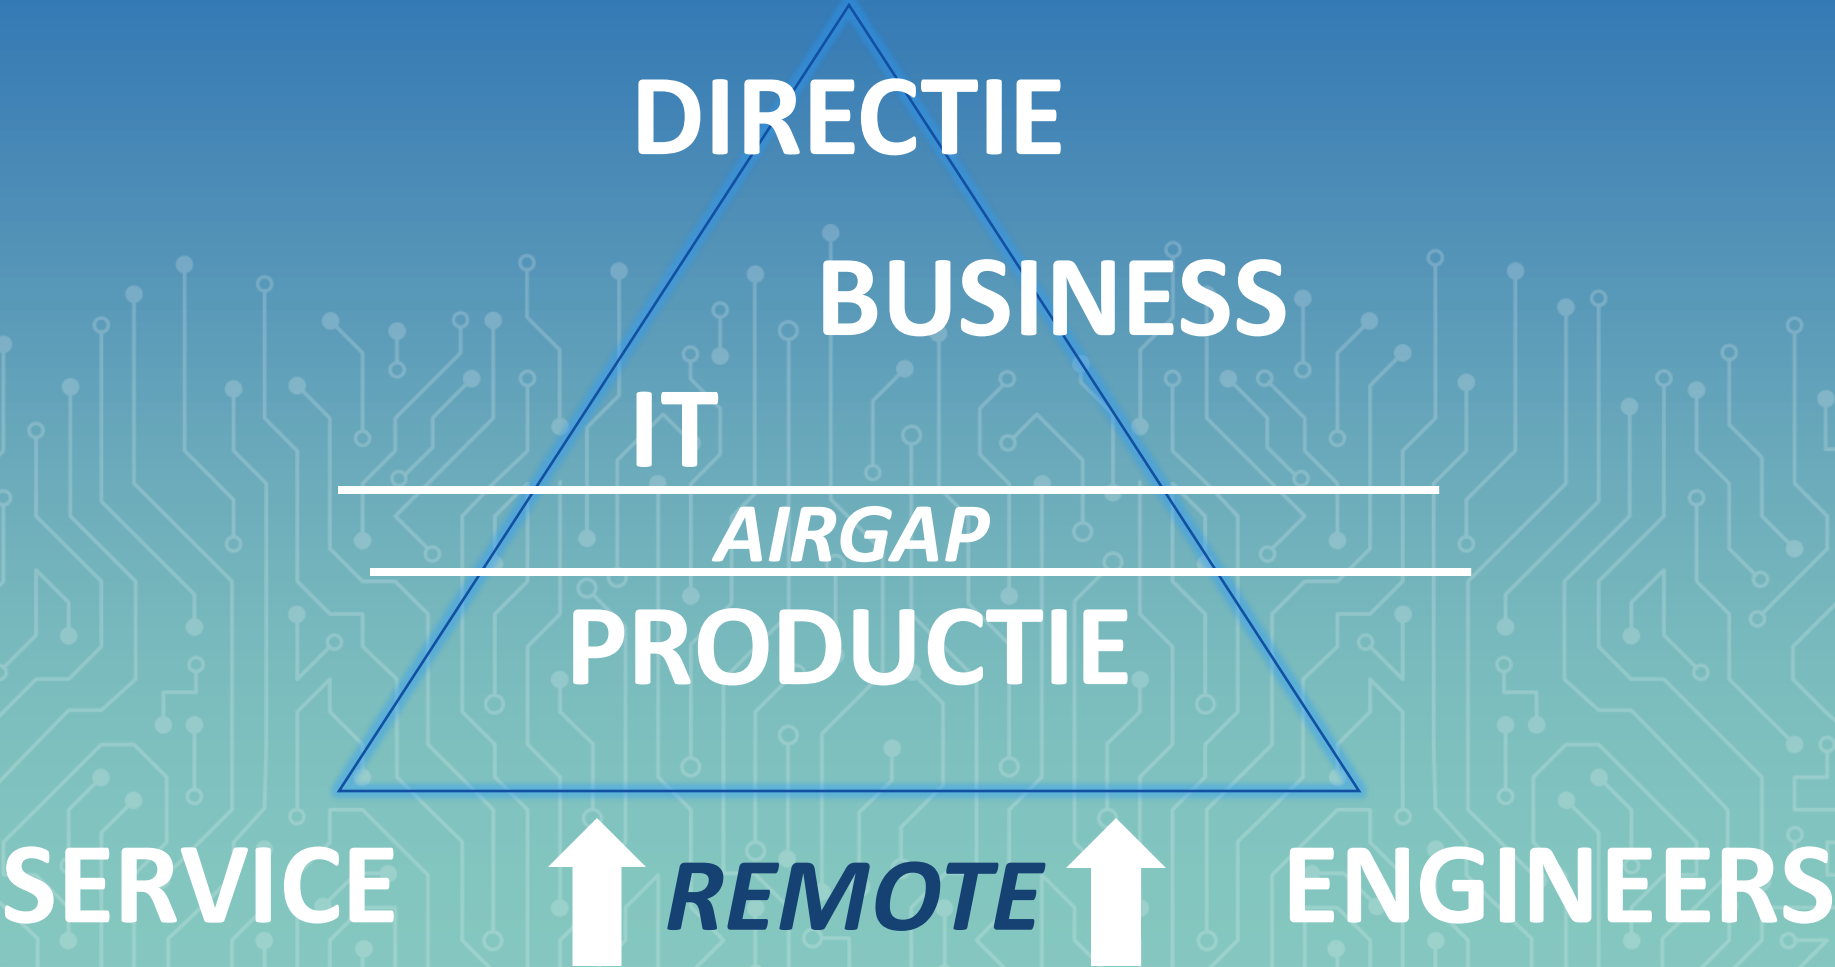 DIRECTIE
BUSINESS
IT
AIRGAP
PRODUCTIE
SERVICE REMOTE ENGINEERS